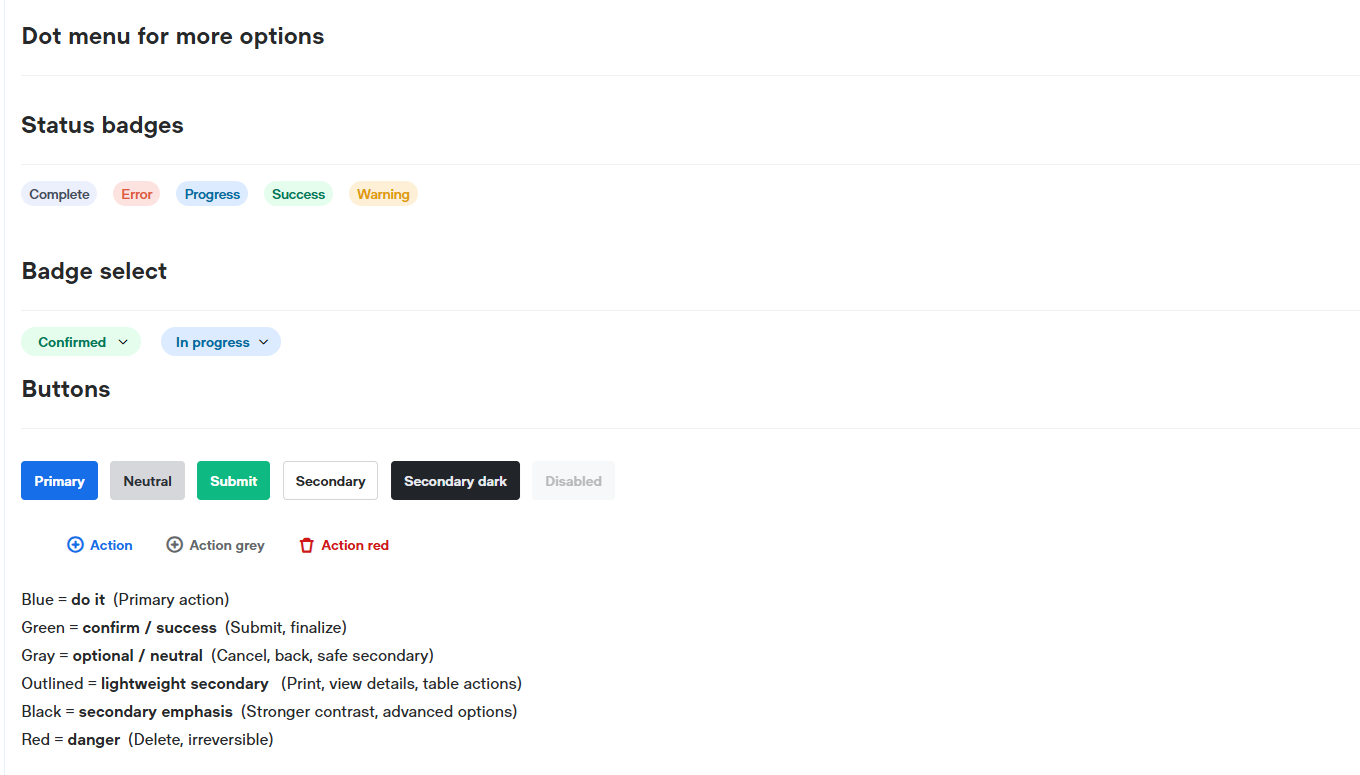 Dot menu for more options
Status badges
Complete Error Progress Success Warning
Badge select
Confirmed In progress
Buttons
Primary Neutral Submit Secondary Secondary dark Disabled
Action Action grey Action red
Blue = do it (Primary action)
Green = confirm / success (Submit, finalize)
Gray = optional / neutral (Cancel, back, safe secondary)
Outlined = lightweight secondary (Print, view details, table actions)
Black = secondary emphasis (Stronger contrast, advanced options)
Red = danger (Delete, irreversible)